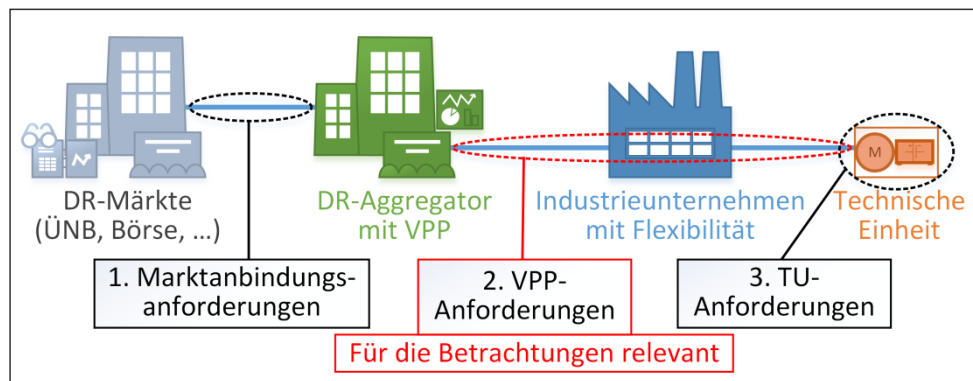 DR-Märkte
(ÜNB, Börse, ...)
DR-Aggregator
mit VPP
Industrieunternehmen
mit Flexibilität
M
Technische
Einheit
1. Marktanbindungs-
anforderungen
2. VPP-
Anforderungen
3. TU-
Anforderungen
Für die Betrachtungen relevant